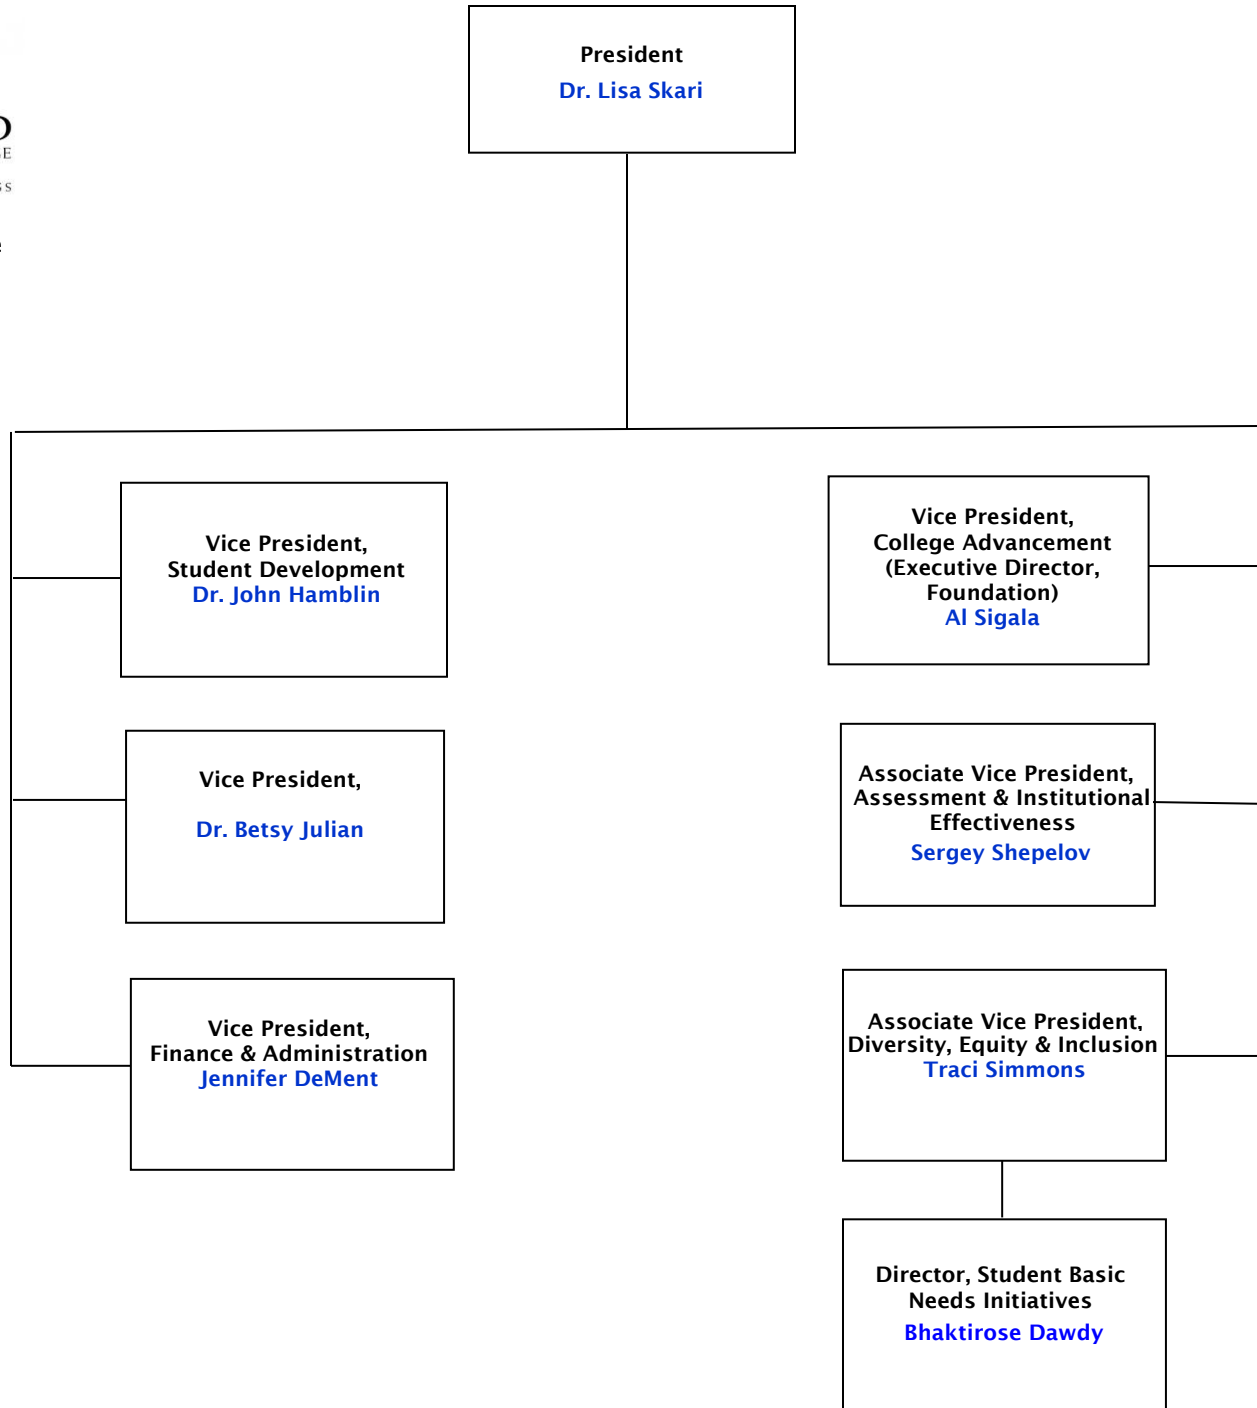 President
Dr. Lisa Skari
Vice President,
Student Development
Dr. John Hamblin
Vice President,
Dr. Betsy Julian
Vice President,
Finance & Administration
Jennifer DeMent
Vice President,
College Advancement
(Executive Director,
Foundation)
Al Sigala
Associate Vice President,
Assessment & Institutional
Effectiveness
Sergey Shepelov
Associate Vice President,
Diversity, Equity & Inclusion
Traci Simmons
Director, Student Basic
Needs Initiatives
Bhaktirose Dawdy